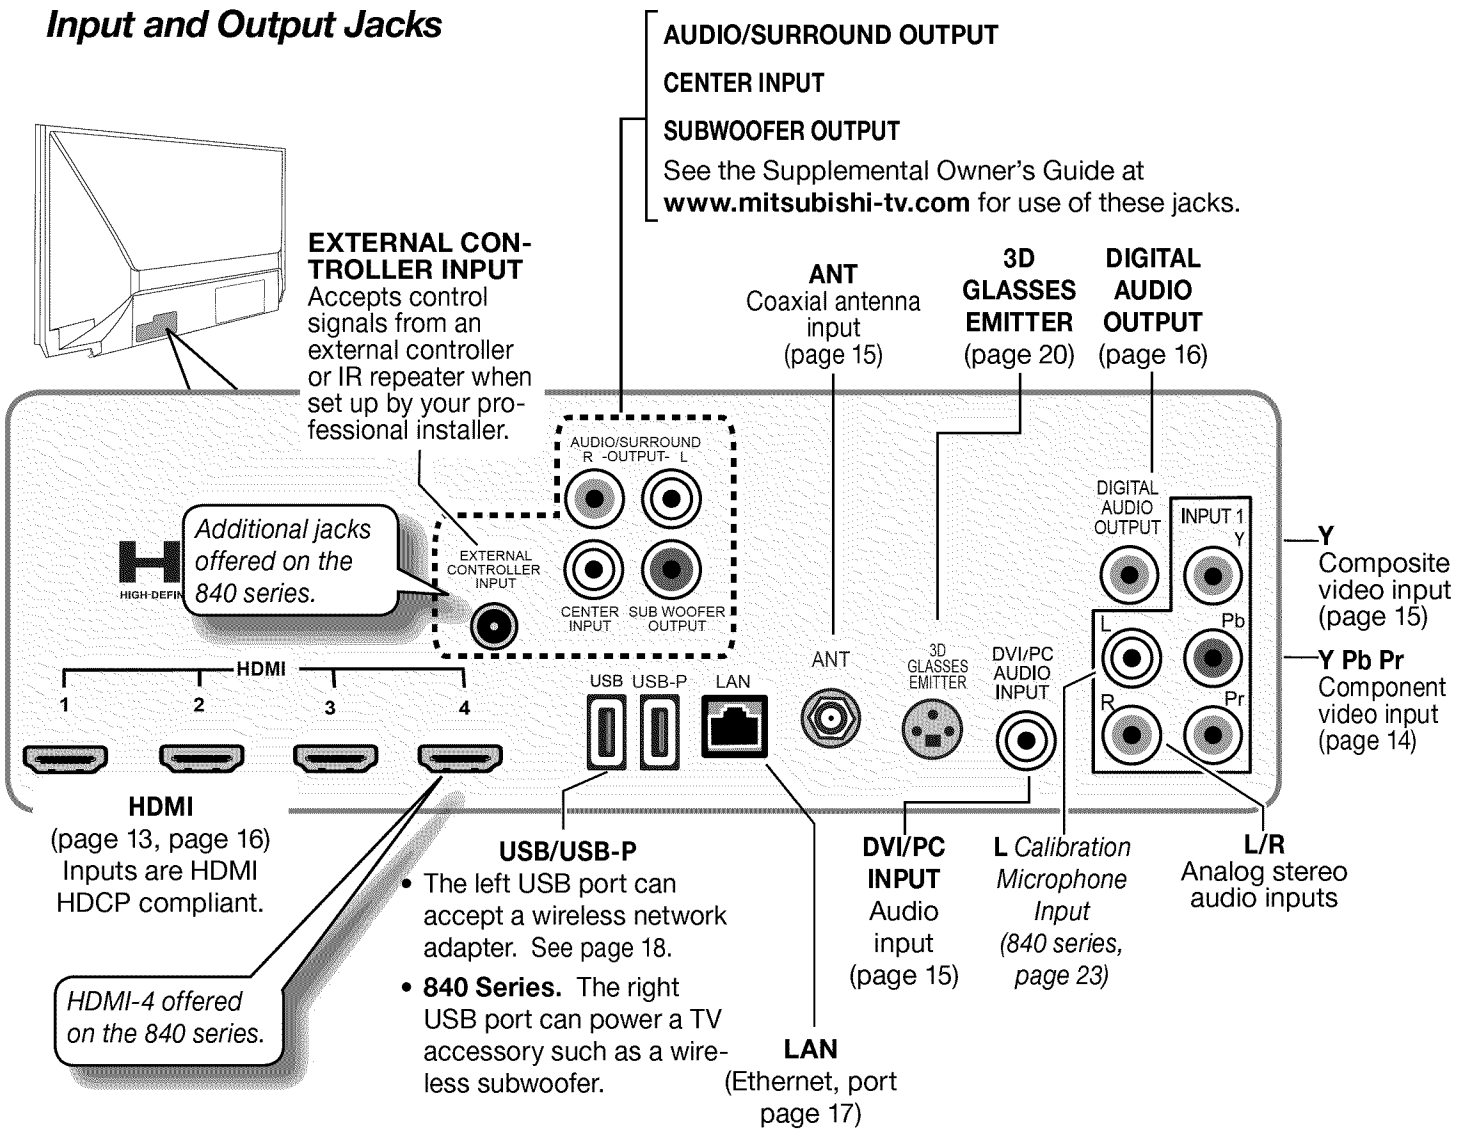 Input and Output Jacks
AUDIO/SURROUND OUTPUT
CENTER INPUT
SUBWOOFER OUTPUT
See the Supplemental Owner's Guide at
www.mitsubishi-tv.com for use of these jacks.
EXTERNAL CON-
TROLLER INPUT
Accepts control
signals from an
external controller
or IR repeater when
set up by your pro-
fessional installer.
ANT
Coaxial antenna
input
(page 15)
3D
GLASSES
EMITTER
(page 20)
DIGITAL
AUDIO
OUTPUT
(page 16)
AUDIO/SURROUND
R -OUTPUT- L
Additional jacks
offered on the
840 series.
H
HIGH-DEFIN
EXTERNAL
CONTROLLER
INPUT
CENTER
INPUT
SUB WOOFER
OUTPUT
DIGITAL
AUDIO
OUTPUT
INPUT 1
Y
L
Pb
R
Pr
Y
Composite
video input
(page 15)
Y Pb Pr
Component
video input
(page 14)
HDMI
1
2
3
4
USB
USB-P
LAN
ANT
3D
GLASSES
EMITTER
DVI/PC
AUDIO
INPUT
HDMI
(page 13, page 16)
Inputs are HDMI
HDCP compliant.
HDMI-4 offered
on the 840 series.
USB/USB-P
• The left USB port can
accept a wireless network
adapter. See page 18.
• 840 Series. The right
USB port can power a TV
accessory such as a wire-
less subwoofer.
LAN
(Ethernet, port
page 17)
DVI/PC
INPUT
Audio
input
(page 15)
L Calibration
Microphone
Input
(840 series,
page 23)
L/R
Analog stereo
audio inputs